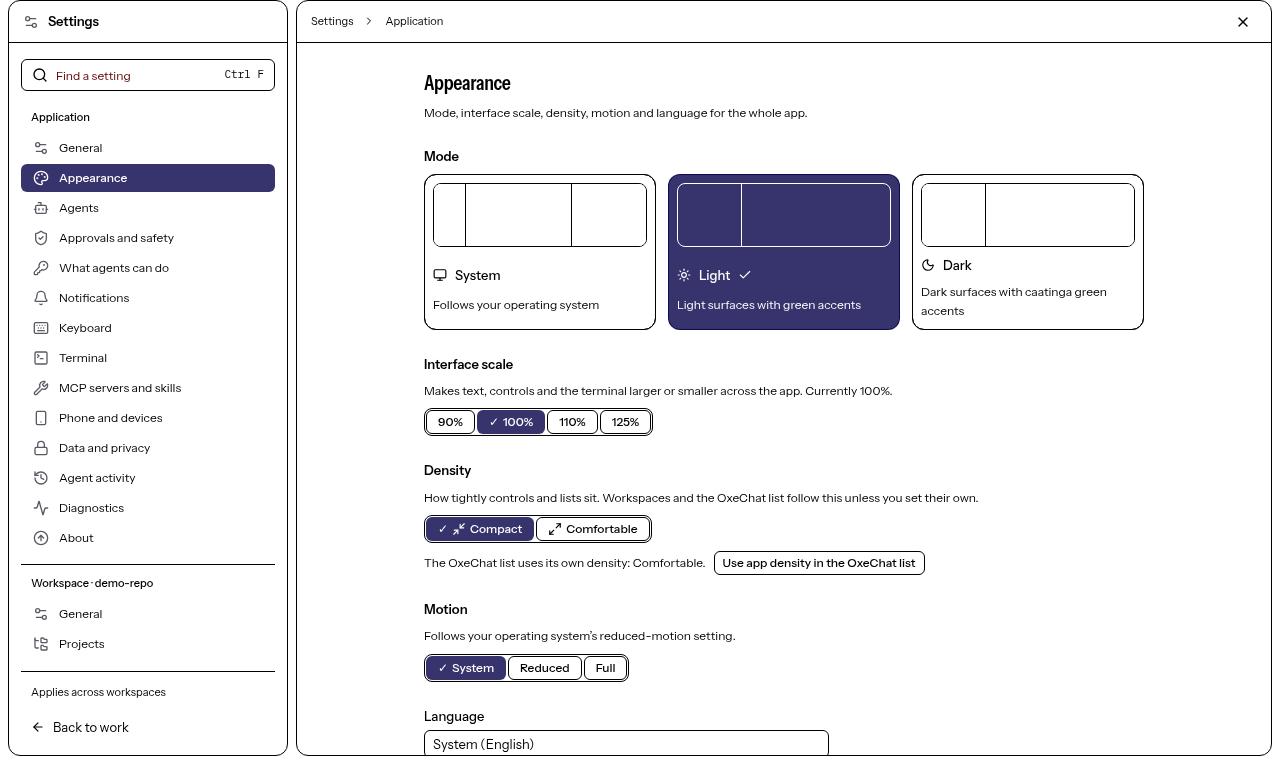 Settings
Find a setting
Ctrl F
Application
General
Appearance
Agents
Approvals and safety
What agents can do
Notifications
Keyboard
Terminal
MCP servers and skills
Phone and devices
Data and privacy
Agent activity
Diagnostics
About
Workspace · demo-repo
General
Projects
Applies across workspaces
Back to work
Settings
Application
Appearance
Mode, interface scale, density, motion and language for the whole app.
Mode
System
Follows your operating system
Light
Light surfaces with green accents
Dark
Dark surfaces with caatinga green
accents
Interface scale
Makes text, controls and the terminal larger or smaller across the app. Currently 100%.
90%
✓ 100%
110%
125%
Density
How tightly controls and lists sit. Workspaces and the OxeChat list follow this unless you set their own.
✓ Compact
Comfortable
The OxeChat list uses its own density: Comfortable.
Use app density in the OxeChat list
Motion
Follows your operating system's reduced-motion setting.
✓ System
Reduced
Full
Language
System (English)